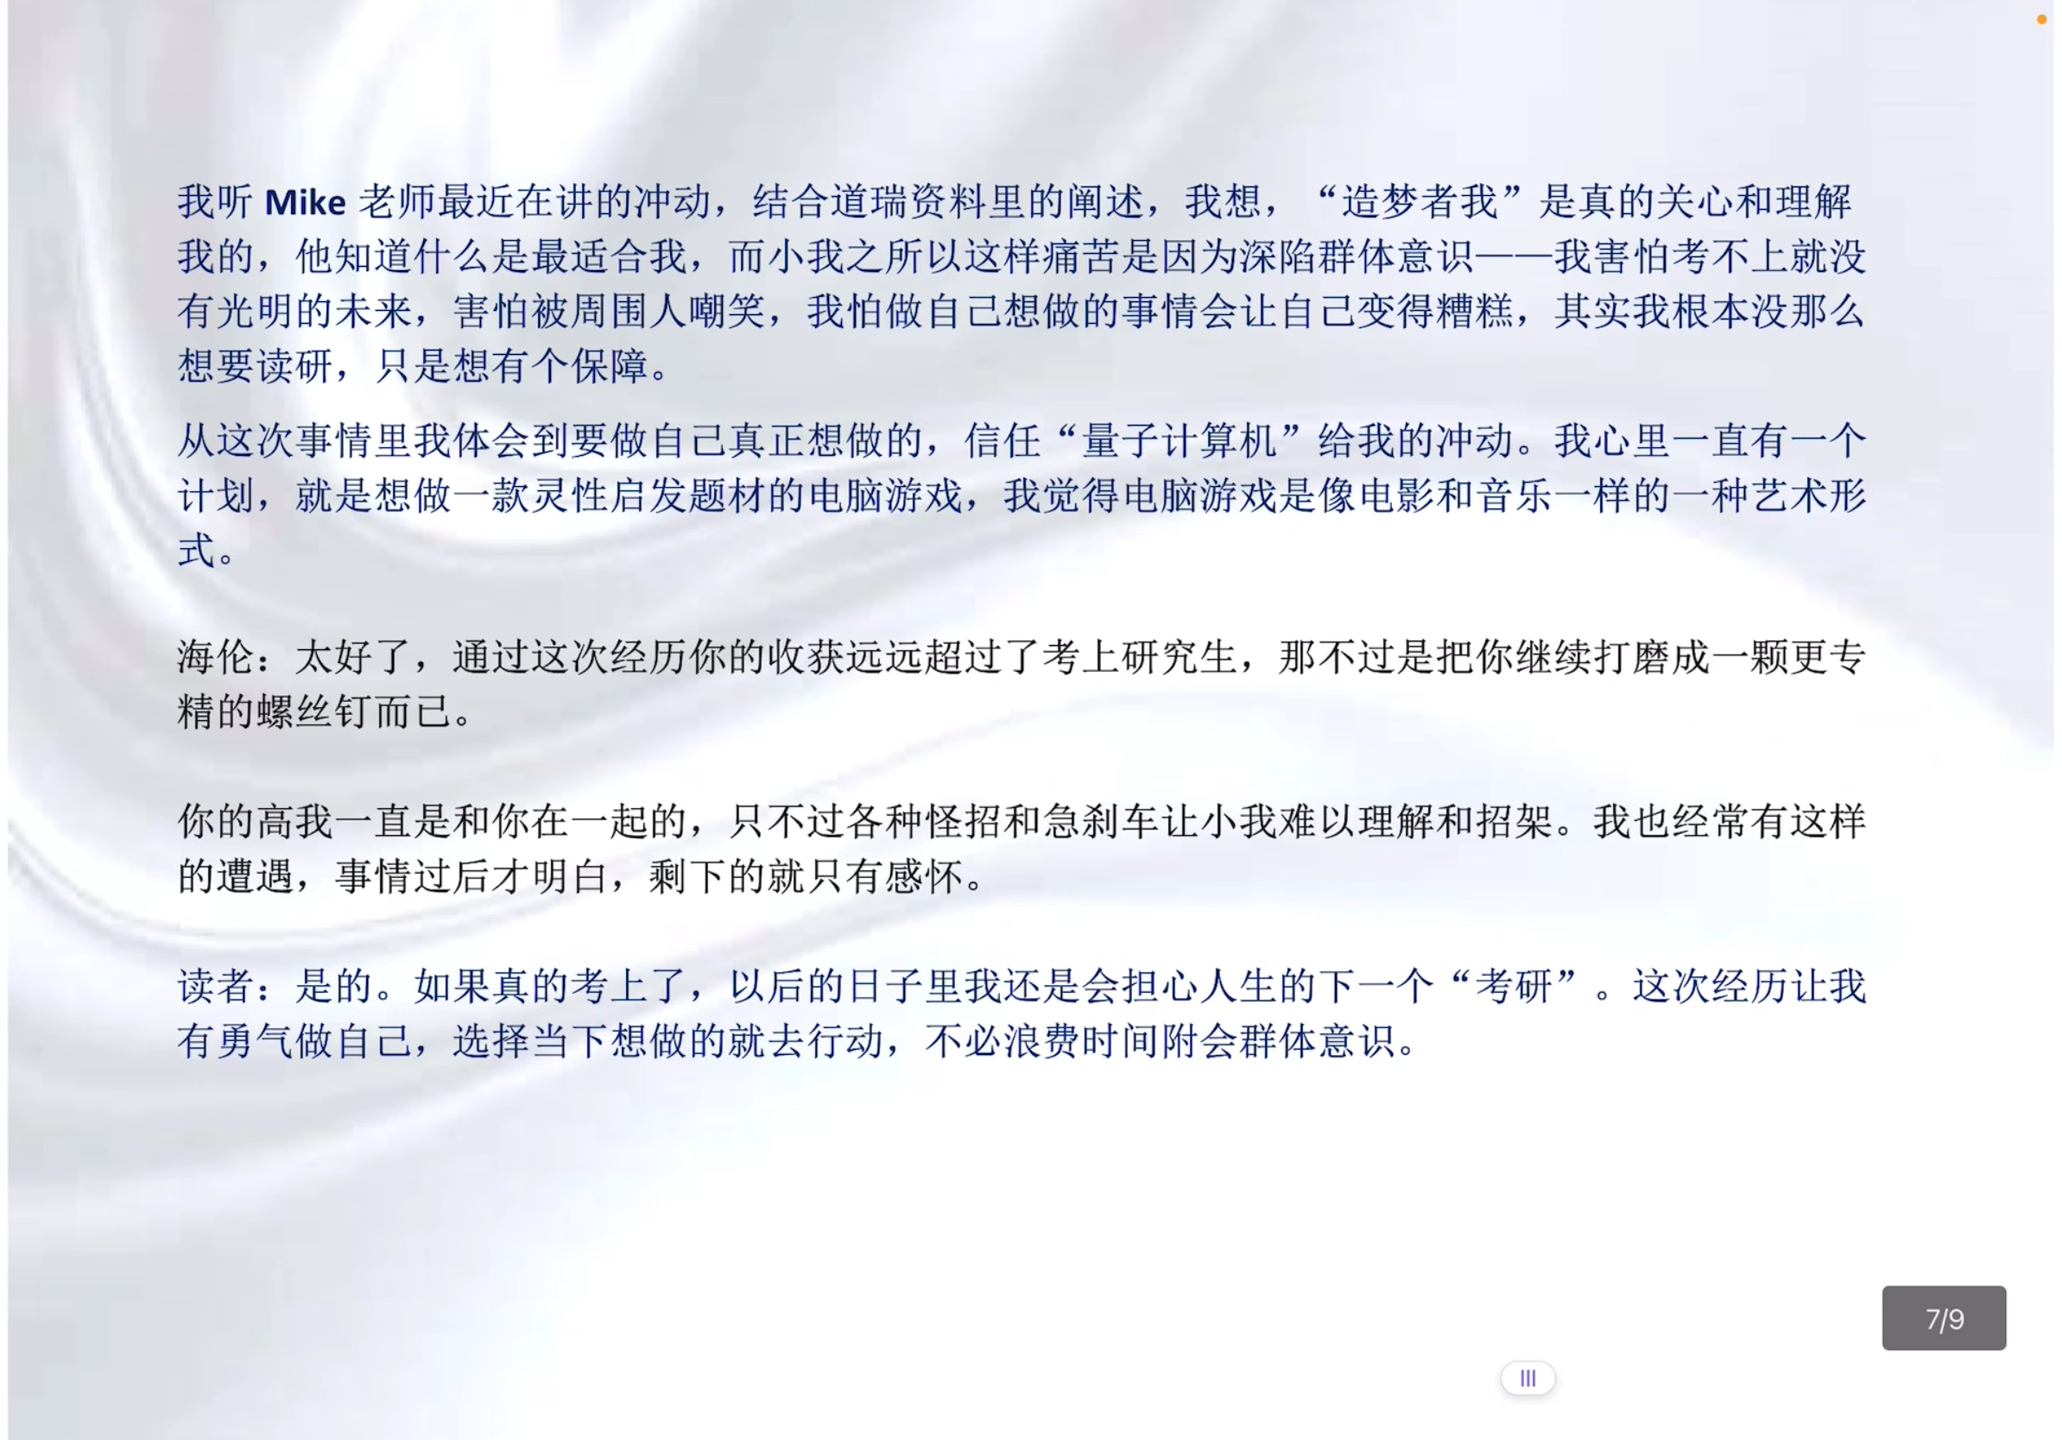 我听 Mike 老师最近在讲的冲动，结合道瑞资料里的阐述，我想，“造梦者我”是真的关心和理解
我的，他知道什么是最适合我，而小我之所以这样痛苦是因为深陷群体意识——我害怕考不上就没
有光明的未来，害怕被周围人嘲笑，我怕做自己想做的事情会让自己变得糟糕，其实我根本没那么
想要读研，只是想有个保障。
从这次事情里我体会到要做自己真正想做的，信任“量子计算机”给我的冲动。我心里一直有一个
计划，就是想做一款灵性启发题材的电脑游戏，我觉得电脑游戏是像电影和音乐一样的一种艺术形
式。
海伦：太好了，通过这次经历你的收获远远超过了考上研究生，那不过是把你继续打磨成一颗更专
精的螺丝钉而已。
你的高我一直是和你在一起的，只不过各种怪招和急刹车让小我难以理解和招架。我也经常有这样
的遭遇，事情过后才明白，剩下的就只有感怀。
读者：是的。如果真的考上了，以后的日子里我还是会担心人生的下一个“考研”。这次经历让我
有勇气做自己，选择当下想做的就去行动，不必浪费时间附会群体意识。
7/9